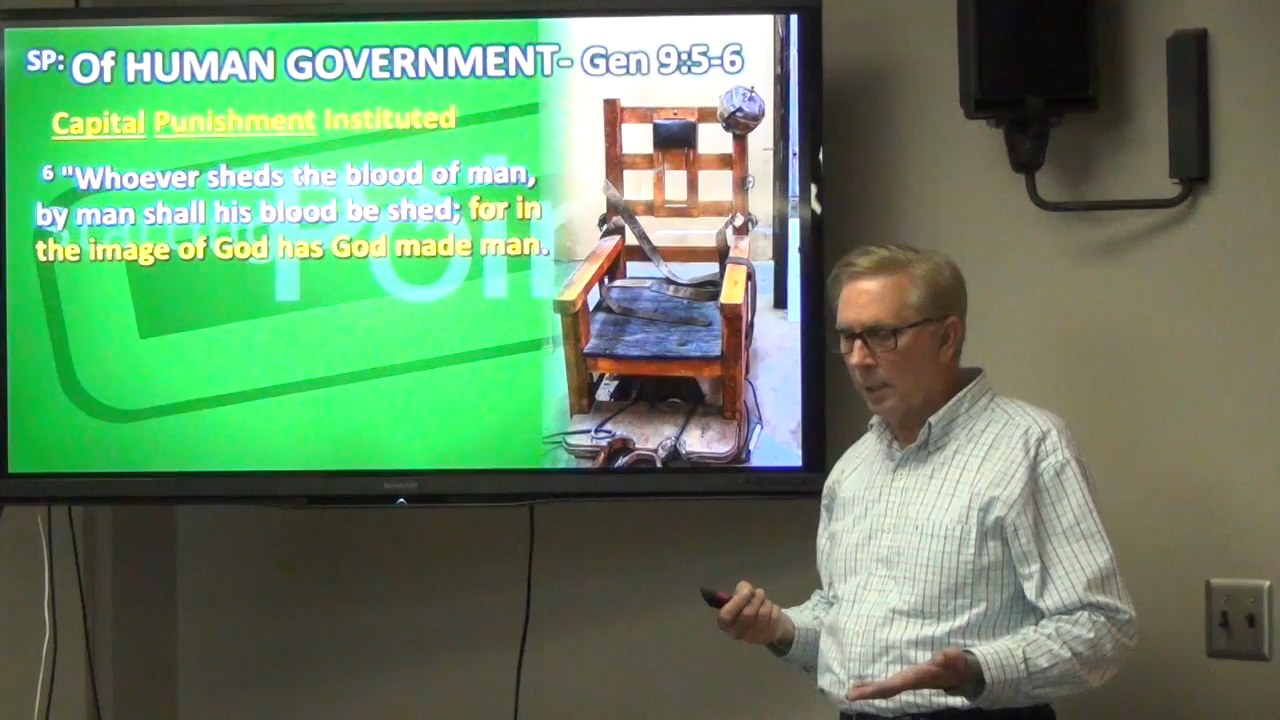 SP: Of HUMAN GOVERNMENT- Gen 9:5-6
Capital Punishment Instituted
6 "Whoever sheds the blood of man,
by man shall his blood be shed; for in
the image of God has God made man.